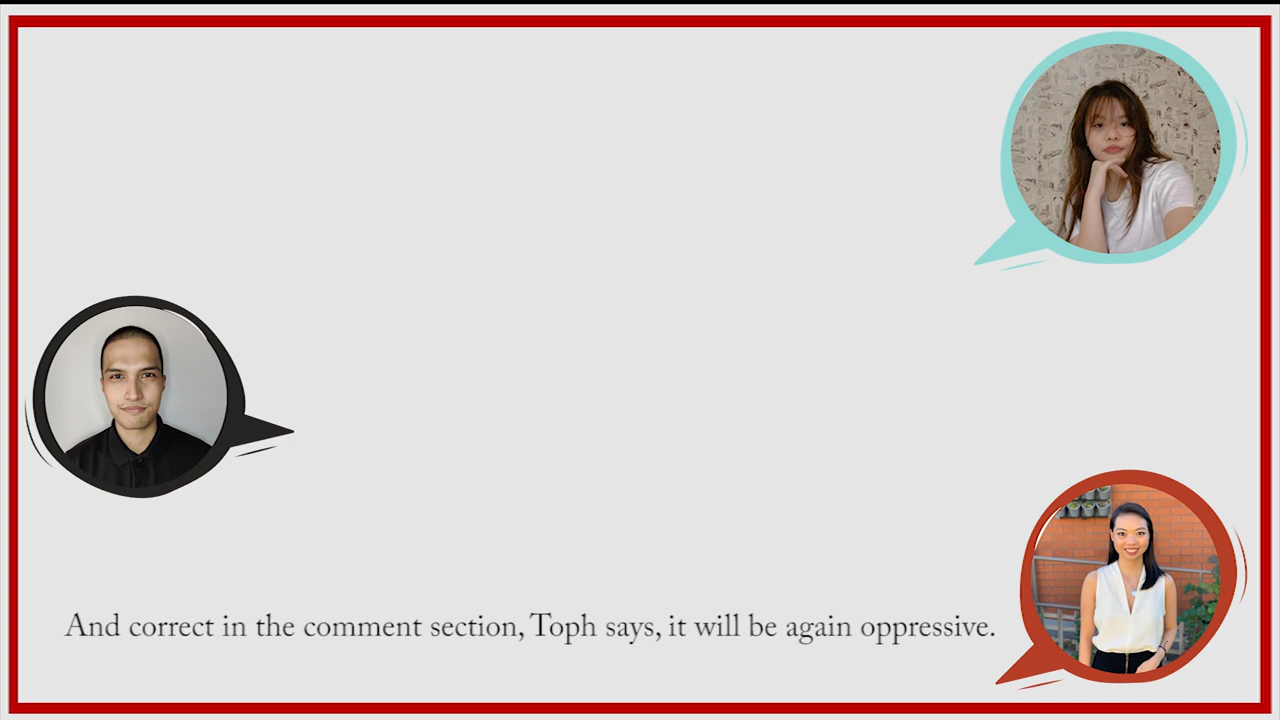 And correct in the comment section, Toph says, it will be again oppressive.